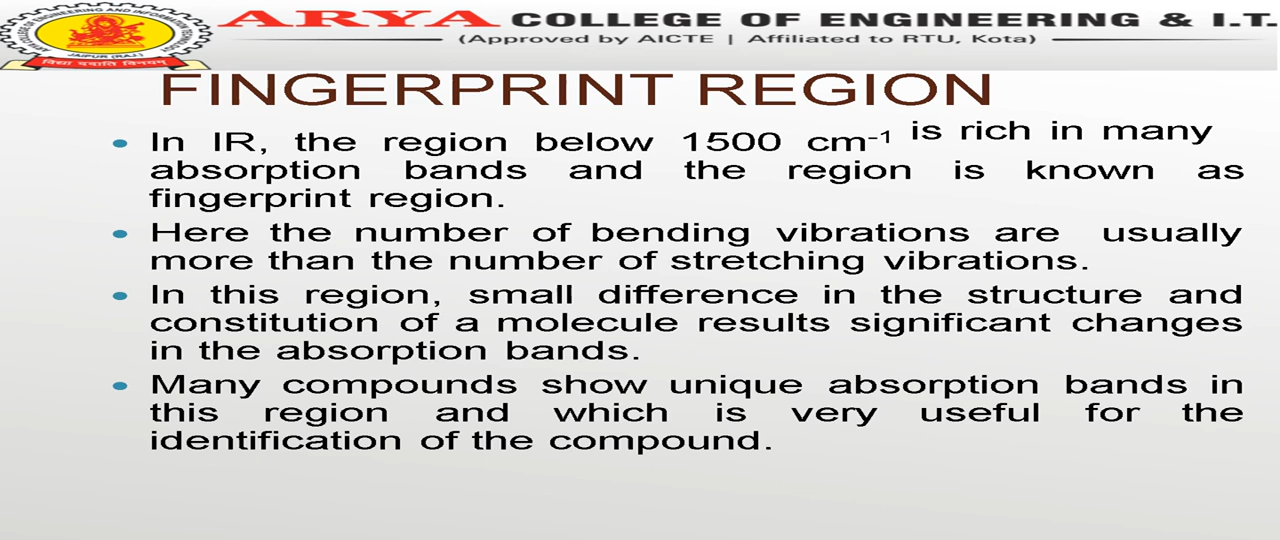 ARYA COLLEGE OF ENGINEERING & I.T.
(Approved by AICTE | Affiliated to RTU, Kota)
JAIPUR (RAJ.)
FINGERPRINT REGION
• In IR, the region below 1500 cm⁻¹ is rich in many
absorption bands and the region is known as
fingerprint region.
• Here the number of bending vibrations are usually
more than the number of stretching vibrations.
• In this region, small difference in the structure and
constitution of a molecule results significant changes
in the absorption bands.
• Many compounds show unique absorption bands in
this region and which is very useful for the
identification of the compound.